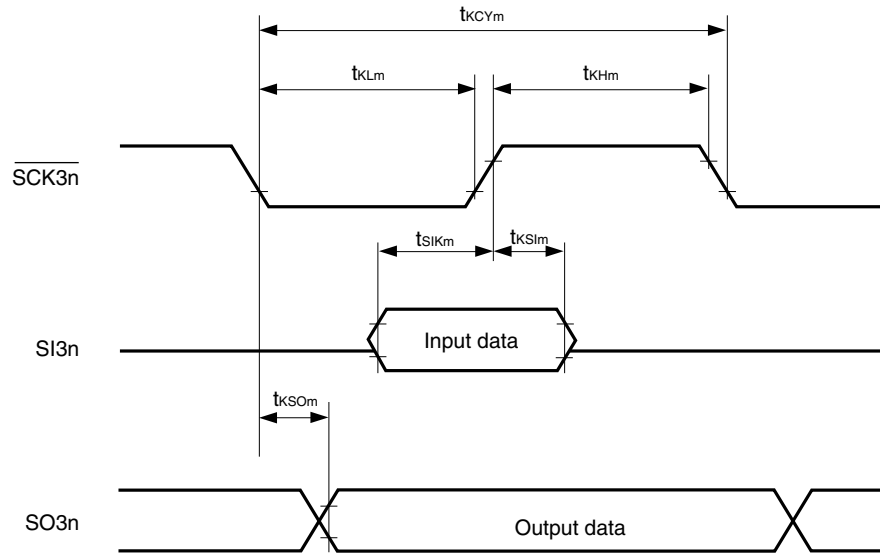 tKCYm
tKLm
tKHm
SCK3n
tSIKm
tKSIm
SI3n
Input data
tKSOm
SO3n
Output data